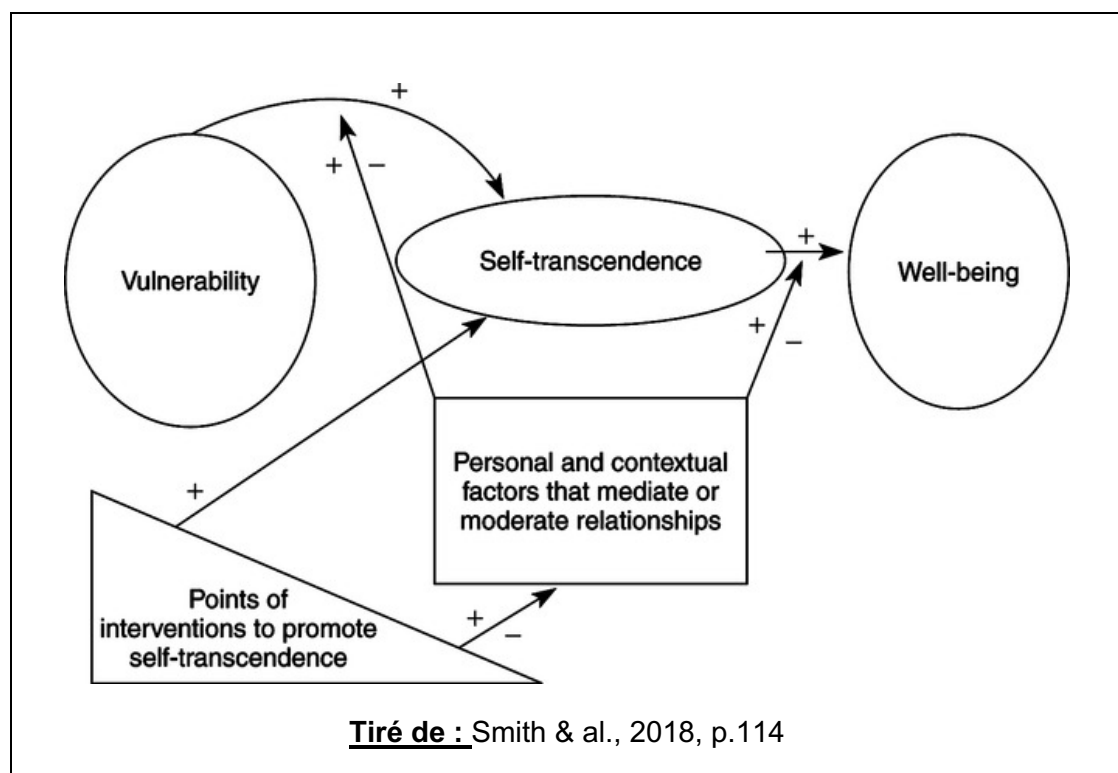 +
+ −
Vulnerability
Self-transcendence
+
Well-being
+ −
Personal and contextual
factors that mediate or
moderate relationships
+
Points of
interventions to promote
self-transcendence
+ −
Tiré de : Smith & al., 2018, p.114